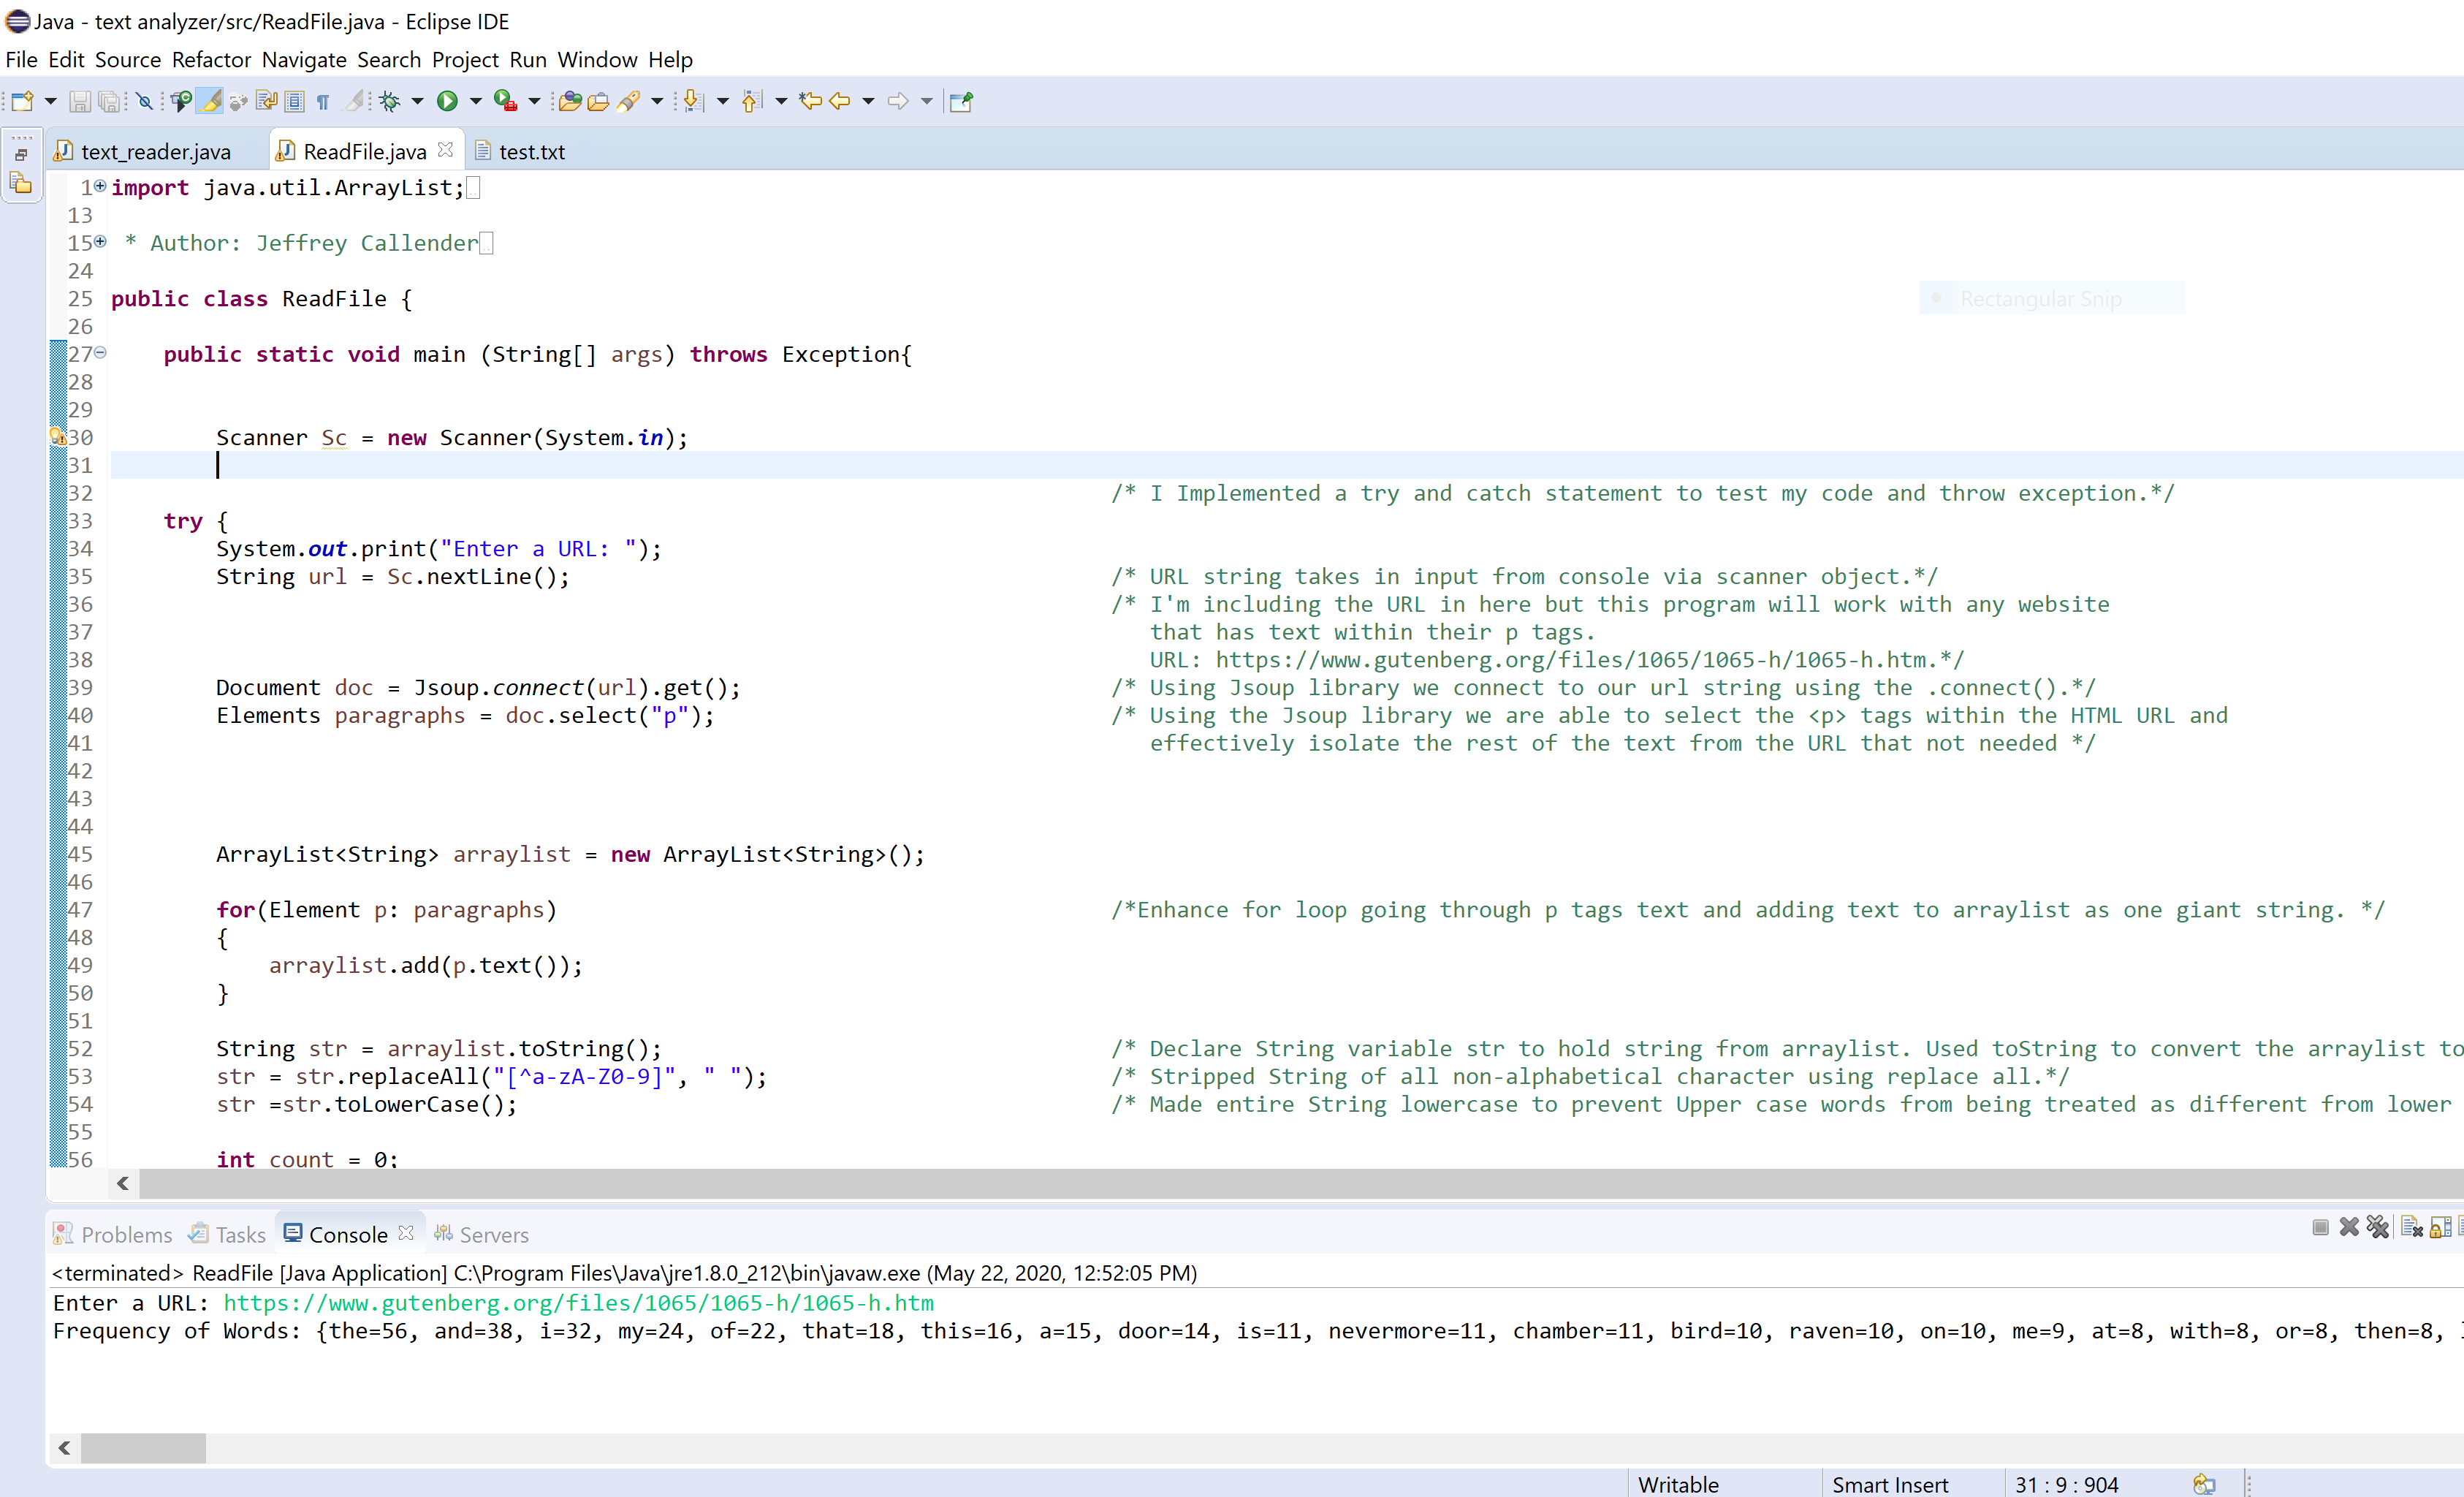 Java - text analyzer/src/ReadFile.java - Eclipse IDE
File Edit Source Refactor Navigate Search Project Run Window Help
text_reader.java ReadFile.java test.txt
1 import java.util.ArrayList;
13
15 * Author: Jeffrey Callender
24
25 public class ReadFile {
Rectangular Snip
26
27 public static void main (String[] args) throws Exception{
28
29
30 Scanner Sc = new Scanner(System.in);
31
32 /* I Implemented a try and catch statement to test my code and throw exception.*/
33 try {
34 System.out.print("Enter a URL: ");
35 String url = Sc.nextLine(); /* URL string takes in input from console via scanner object.*/
36 /* I'm including the URL in here but this program will work with any website
37 that has text within their p tags.
38 URL: https://www.gutenberg.org/files/1065/1065-h/1065-h.htm.*/
39 Document doc = Jsoup.connect(url).get(); /* Using Jsoup library we connect to our url string using the .connect().*/
40 Elements paragraphs = doc.select("p"); /* Using the Jsoup library we are able to select the <p> tags within the HTML URL and
41 effectively isolate the rest of the text from the URL that not needed */
42
43
44
45 ArrayList<String> arraylist = new ArrayList<String>();
46
47 for(Element p: paragraphs) /*Enhance for loop going through p tags text and adding text to arraylist as one giant string. */
48 {
49 arraylist.add(p.text());
50 }
51
52 String str = arraylist.toString(); /* Declare String variable str to hold string from arraylist. Used toString to convert the arraylist to
53 str = str.replaceAll("[^a-zA-Z0-9]", " "); /* Stripped String of all non-alphabetical character using replace all.*/
54 str =str.toLowerCase(); /* Made entire String lowercase to prevent Upper case words from being treated as different from lower
55
56 int count = 0;
Problems Tasks Console Servers
<terminated> ReadFile [Java Application] C:\Program Files\Java\jre1.8.0_212\bin\javaw.exe (May 22, 2020, 12:52:05 PM)
Enter a URL: https://www.gutenberg.org/files/1065/1065-h/1065-h.htm
Frequency of Words: {the=56, and=38, i=32, my=24, of=22, that=18, this=16, a=15, door=14, is=11, nevermore=11, chamber=11, bird=10, raven=10, on=10, me=9, at=8, with=8, or=8, then=8,
Writable Smart Insert 31 : 9 : 904